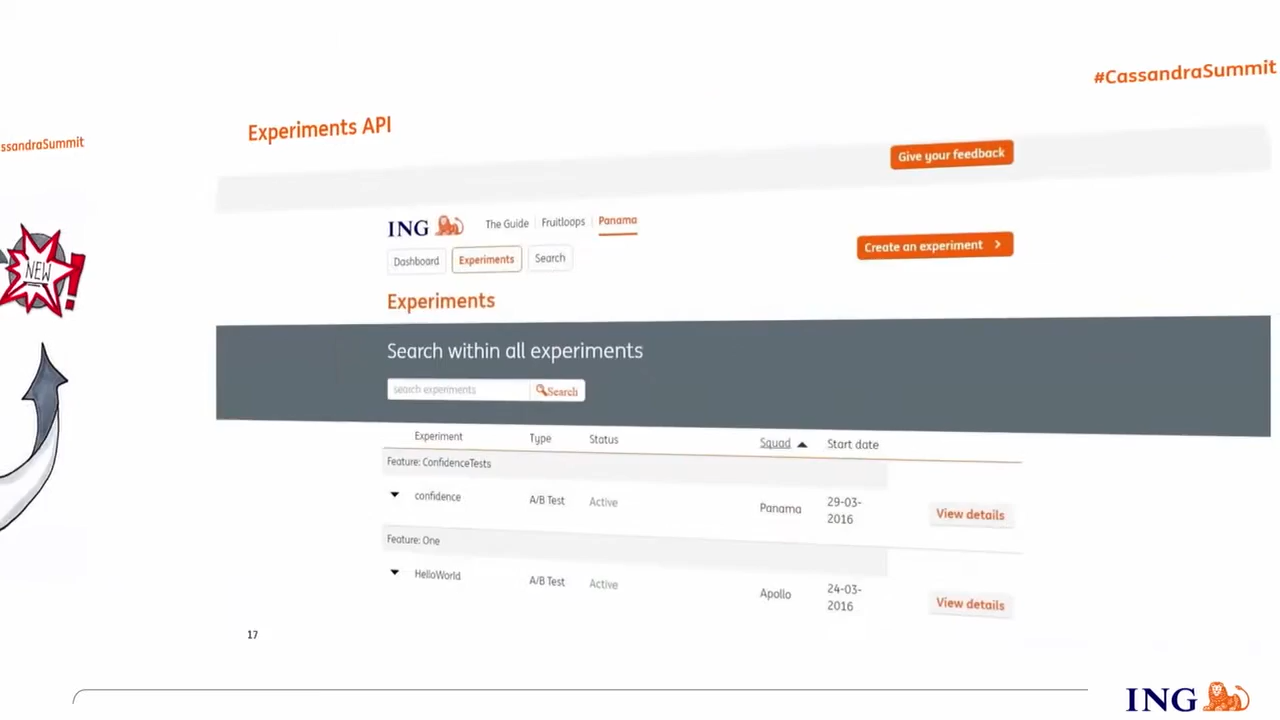 #CassandraSummit
ssandraSummit
Experiments API
Give your feedback
ING The Guide Fruitloops Panama
Create an experiment
Dashboard Experiments Search
NEW!
Experiments
Search within all experiments
search experiments Search
Experiment Type Status Squad Start date
Feature: ConfidenceTests
confidence A/B Test Active Panama 29-03-
2016
View details
Feature: One
HelloWorld A/B Test Active Apollo 24-03-
2016
View details
17
ING